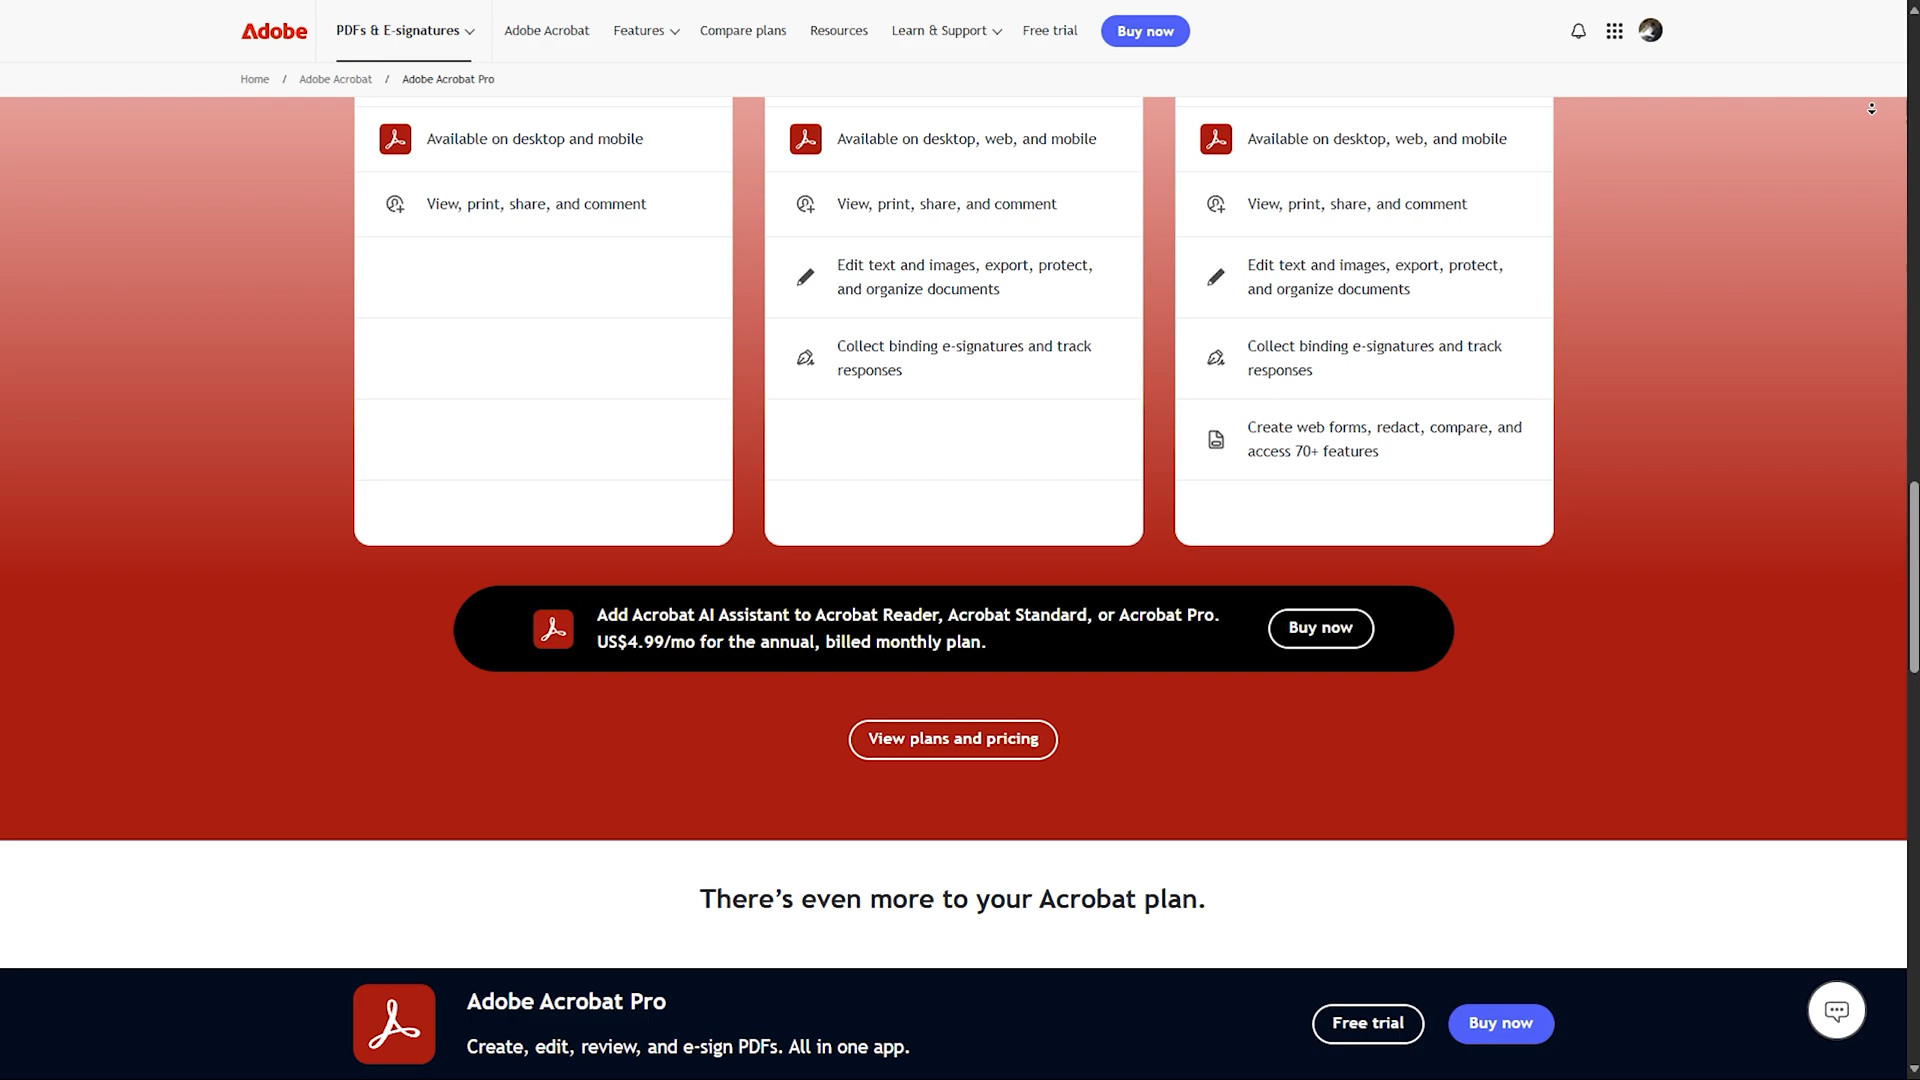 Adobe
PDFs & E-signatures
Adobe Acrobat
Features
Compare plans
Resources
Learn & Support
Free trial
Buy now
Home / Adobe Acrobat / Adobe Acrobat Pro
Available on desktop and mobile
View, print, share, and comment
Available on desktop, web, and mobile
View, print, share, and comment
Edit text and images, export, protect,
and organize documents
Collect binding e-signatures and track
responses
Available on desktop, web, and mobile
View, print, share, and comment
Edit text and images, export, protect,
and organize documents
Collect binding e-signatures and track
responses
Create web forms, redact, compare, and
access 70+ features
Add Acrobat AI Assistant to Acrobat Reader, Acrobat Standard, or Acrobat Pro.
US$4.99/mo for the annual, billed monthly plan.
Buy now
View plans and pricing
There’s even more to your Acrobat plan.
Adobe Acrobat Pro
Create, edit, review, and e-sign PDFs. All in one app.
Free trial
Buy now